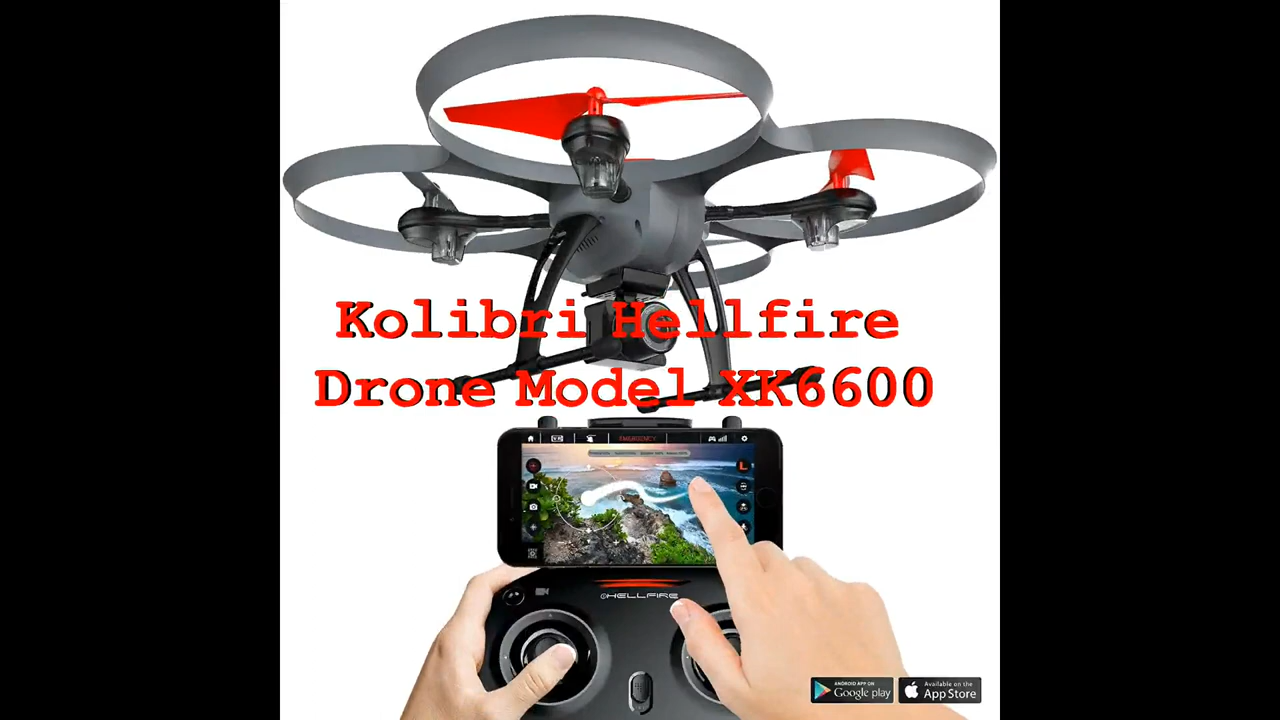 Kolibri Hellfire
Drone Model XK6600
EMERGENCY
HELLFIRE
ANDROID APP ON
Google play
Available on the
App Store